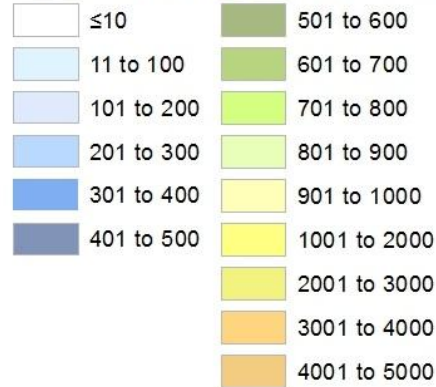 ≤10
11 to 100
101 to 200
201 to 300
301 to 400
401 to 500
501 to 600
601 to 700
701 to 800
801 to 900
901 to 1000
1001 to 2000
2001 to 3000
3001 to 4000
4001 to 5000